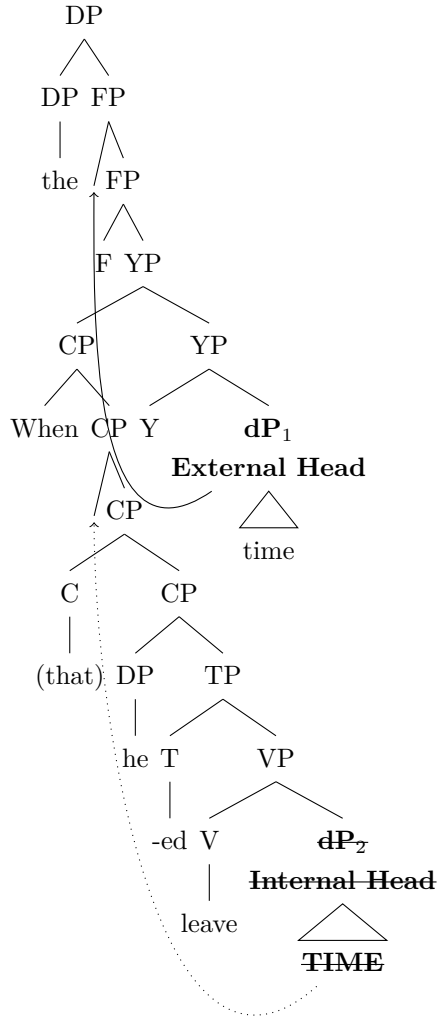 DP
DP FP
the FP
F YP
CP YP
When CP Y dP₁
External Head
CP
time
C CP
(that) DP TP
he T VP
-ed V dP₂
Internal Head
leave
TIME